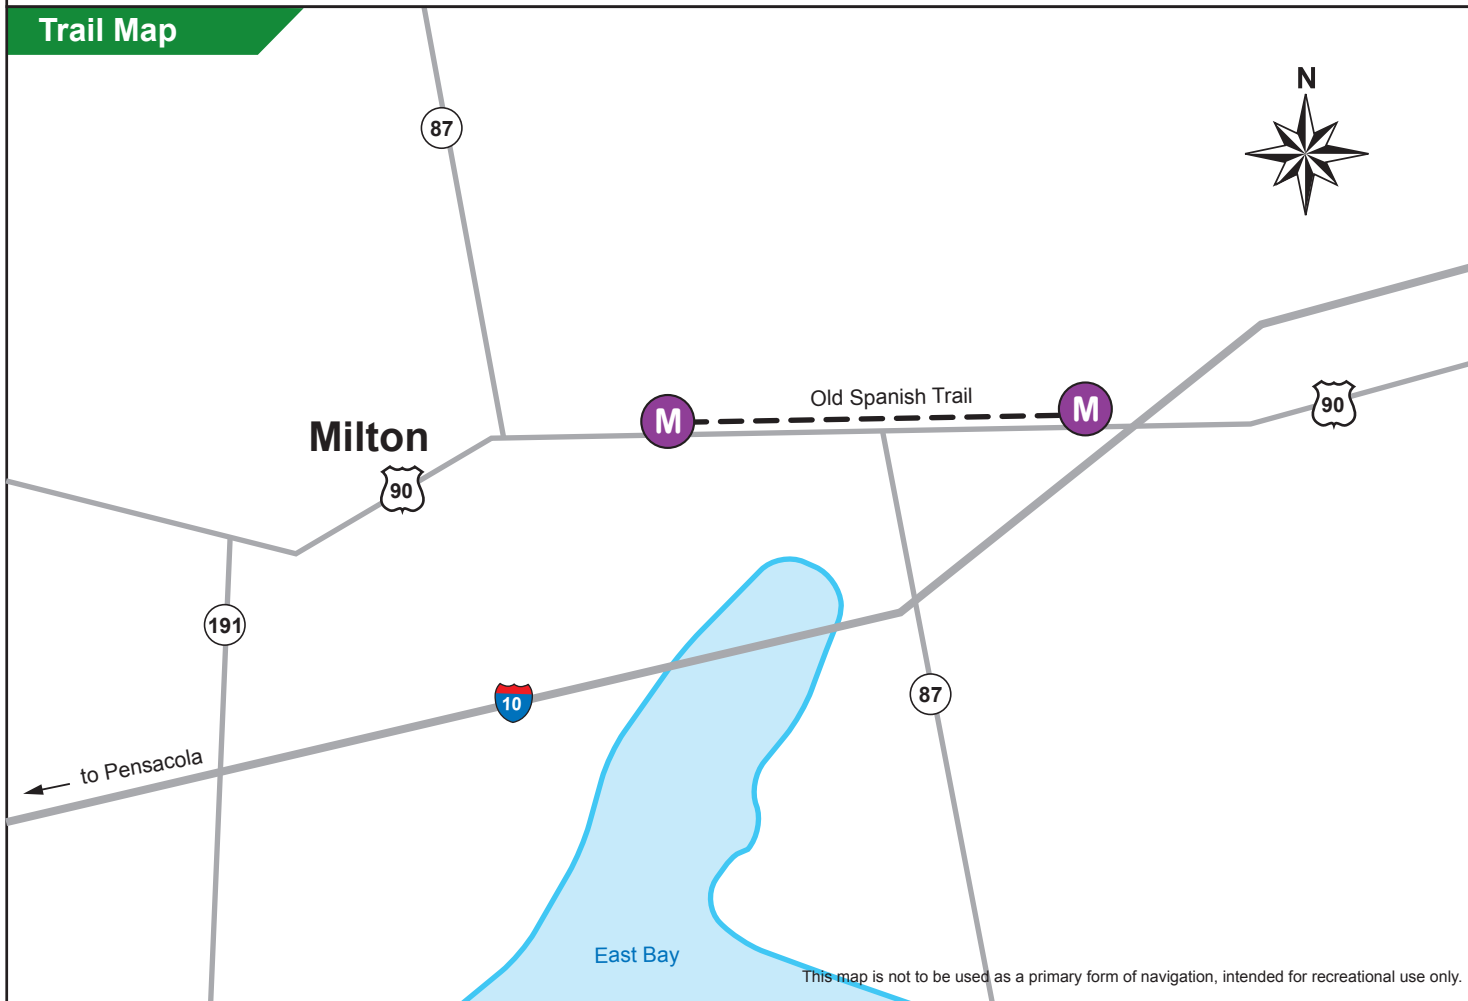 Trail Map
N
87
Old Spanish Trail
M
M
90
Milton
90
191
10
87
to Pensacola
East Bay
This map is not to be used as a primary form of navigation, intended for recreational use only.